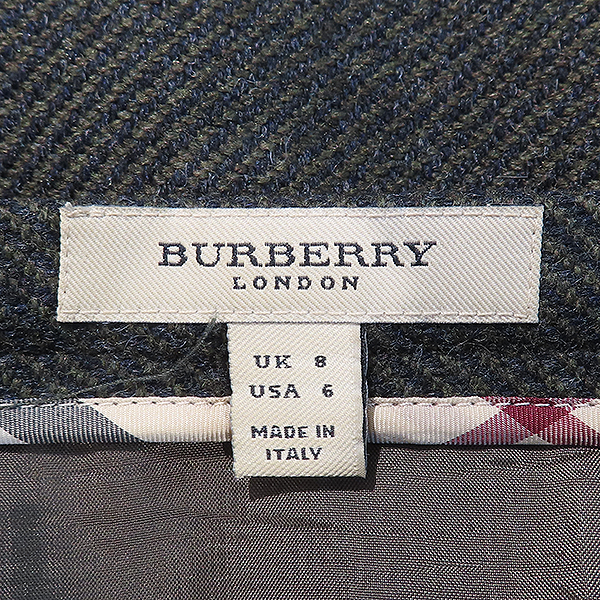 BURBERRY
LONDON
UK 8
USA 6
MADE IN
ITALY